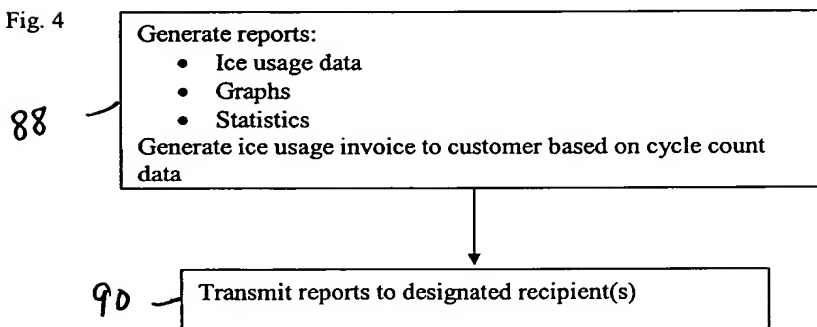 Fig. 4
Generate reports:
• Ice usage data
• Graphs
• Statistics
Generate ice usage invoice to customer based on cycle count
data
88
90
Transmit reports to designated recipient(s)